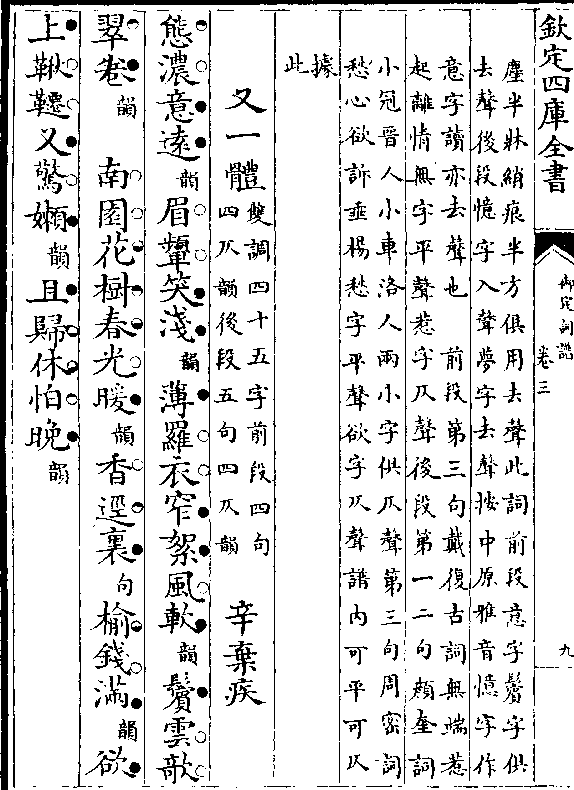 欽定四庫全書
御定詞譜
卷三
九
塵半牀綃痕半方俱用去聲此詞前段意字鬢字俱
去聲後段憶字入聲夢字去聲按中原雅音憶字作
意字讀亦去聲也 前段第三句戴復古詞無端惹
起離情無字平聲惹字仄聲後段第一二句顏奎詞
小冠晉人小車洛人兩小字俱仄聲第三句周密詞
愁心欲訴垂楊愁字平聲欲字仄聲譜内可平可仄
據
此
又一體 雙調四十五字前段四句
四仄韻後段五句四仄韻 辛棄疾
態濃意遠韻眉顰笑淺韻薄羅衣窄絮風軟韻鬢雲欹
翠卷韻 南園花樹春光暖韻香逕裏句榆錢滿韻欲
上鞦韆又驚嬾韻且歸休怕晚韻